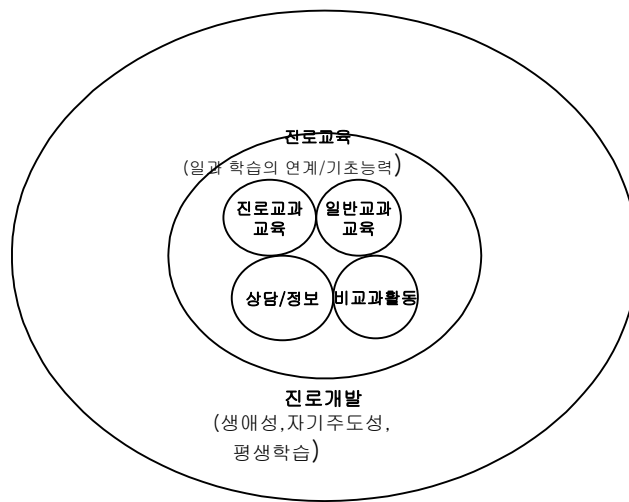 진로교육
(일과 학습의 연계/기초능력)
진로교과 일반교과
교육 교육
상담/정보 비교과활동
진로개발
(생애성,자기주도성,
평생학습)